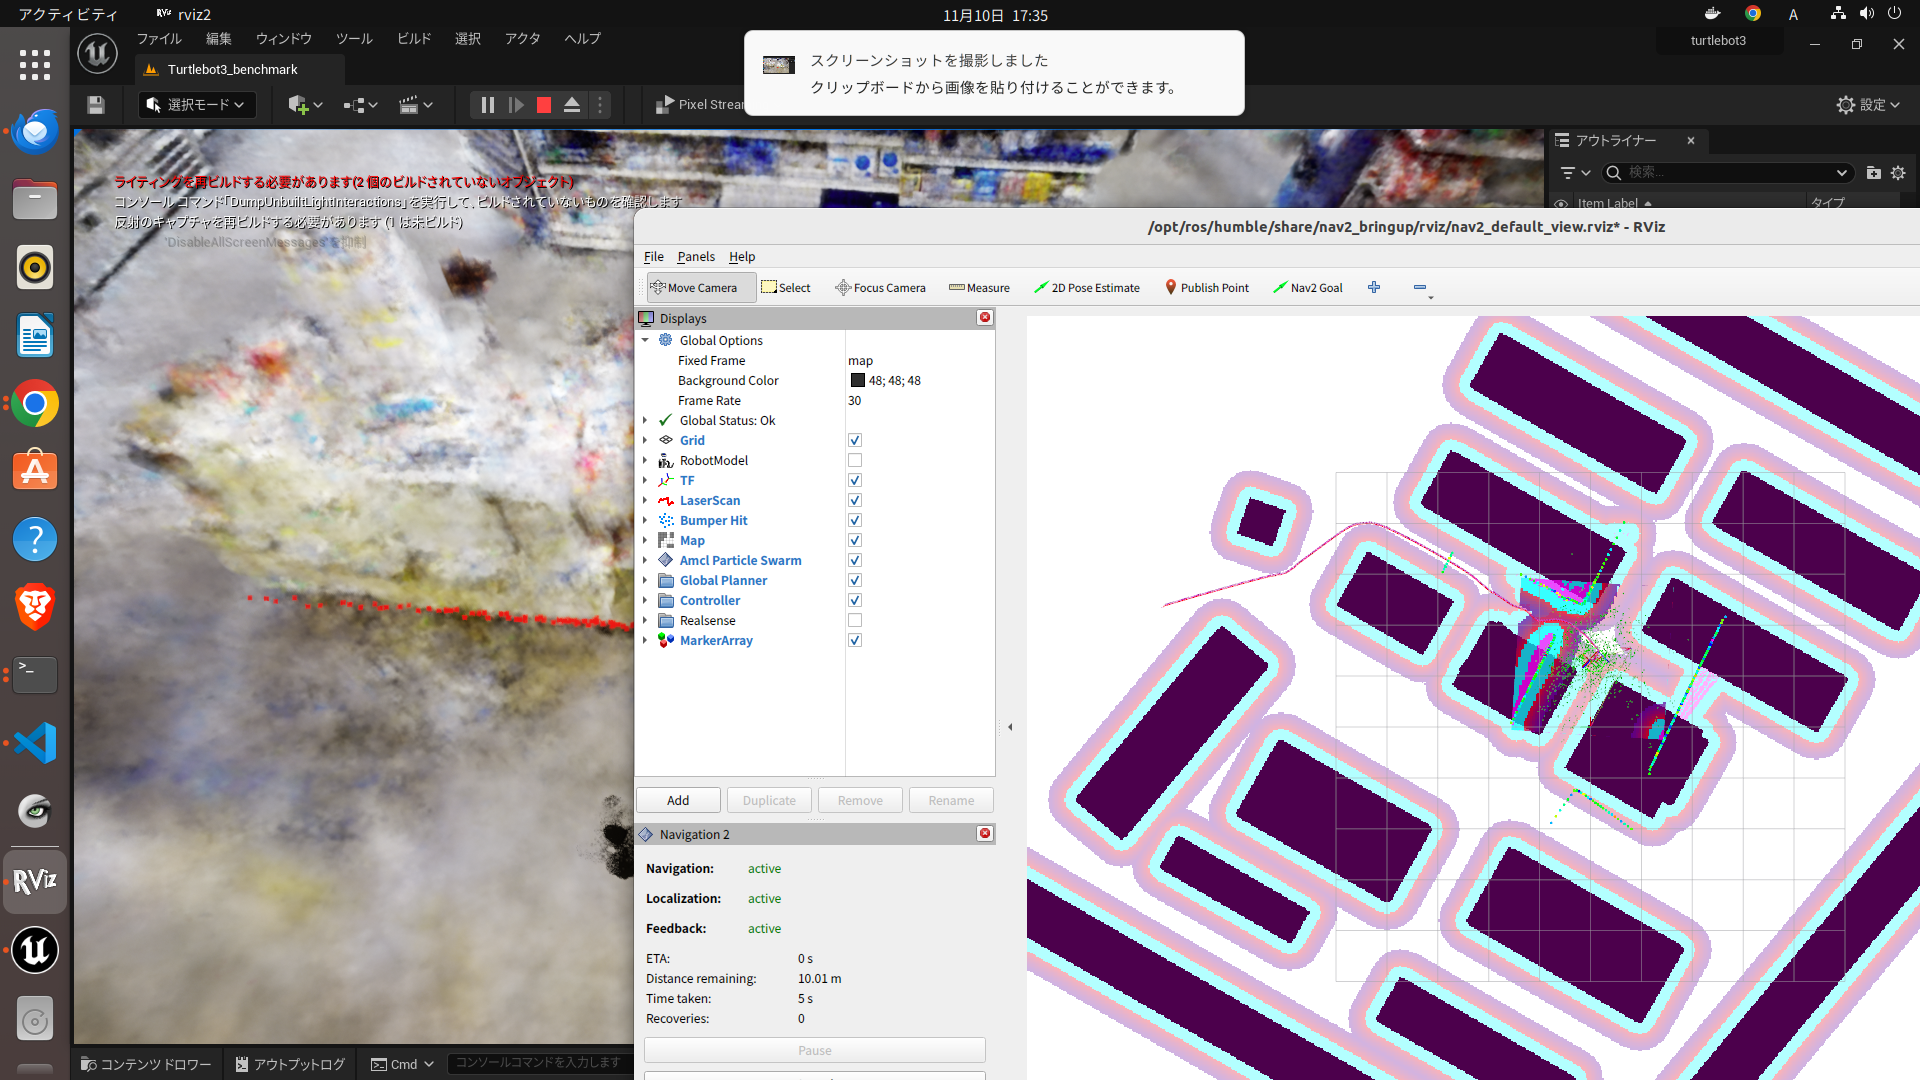 アクティビティ
rviz2
11月10日 17:35
A
ファイル 編集 ウィンドウ ツール ビルド 選択 アクタ ヘルプ
turtlebot3
スクリーンショットを撮影しました
クリップボードから画像を貼り付けることができます。
Turtlebot3_benchmark
選択モード
Pixel Strea
設定
アウトライナー
検索...
Item Label
タイプ
ライティングを再ビルドする必要があります(2 個のビルドされていないオブジェクト)
コンソール コマンド「DumpUnbuiltLightInteractions」を実行して、ビルドされていないものを確認します
反射のキャプチャを再ビルドする必要があります (1 は未ビルド)
'DisableAllScreenMessages' を抑制
/opt/ros/humble/share/nav2_bringup/rviz/nav2_default_view.rviz* - RViz
File Panels Help
Move Camera Select Focus Camera Measure 2D Pose Estimate Publish Point Nav2 Goal
Displays
Global Options
Fixed Frame map
Background Color 48; 48; 48
Frame Rate 30
Global Status: Ok
Grid
RobotModel
TF
LaserScan
Bumper Hit
Map
Amcl Particle Swarm
Global Planner
Controller
Realsense
MarkerArray
Add Duplicate Remove Rename
Navigation 2
Navigation: active
Localization: active
Feedback: active
ETA: 0 s
Distance remaining: 10.01 m
Time taken: 5 s
Recoveries: 0
Pause
RViz
コンテンツ ドロワー アウトプットログ Cmd コンソールコマンドを入力します